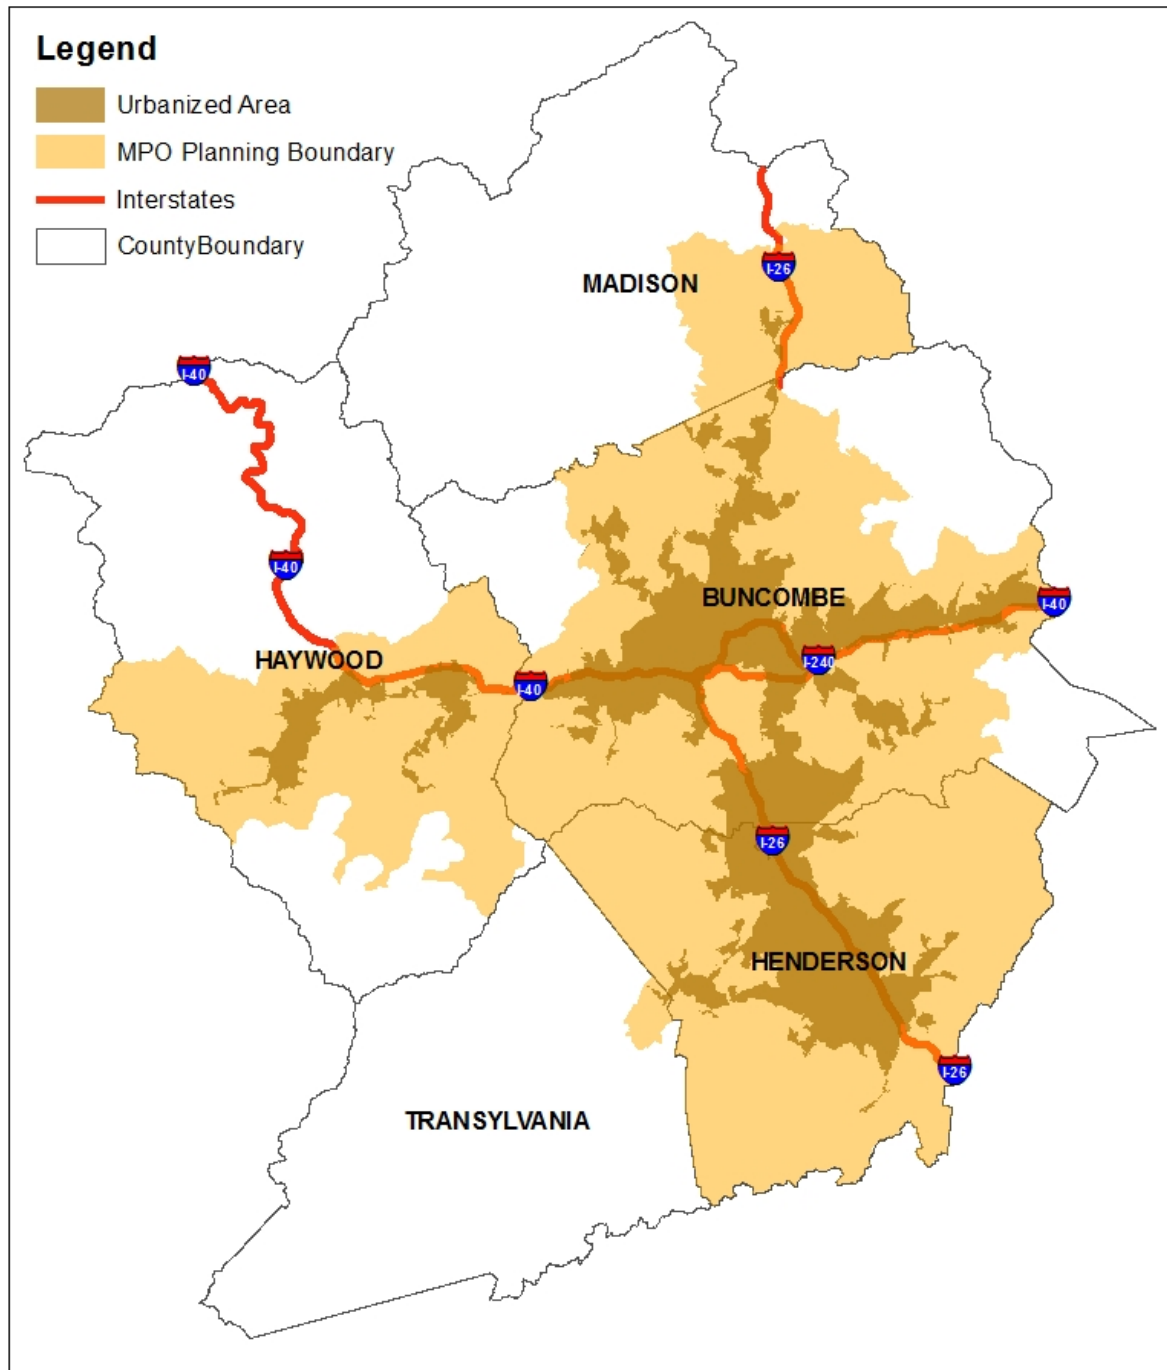 Legend
Urbanized Area
MPO Planning Boundary
Interstates
CountyBoundary
I-26
MADISON
I-40
I-40
BUNCOMBE
I-40
HAYWOOD
I-240
I-40
I-26
HENDERSON
I-26
TRANSYLVANIA